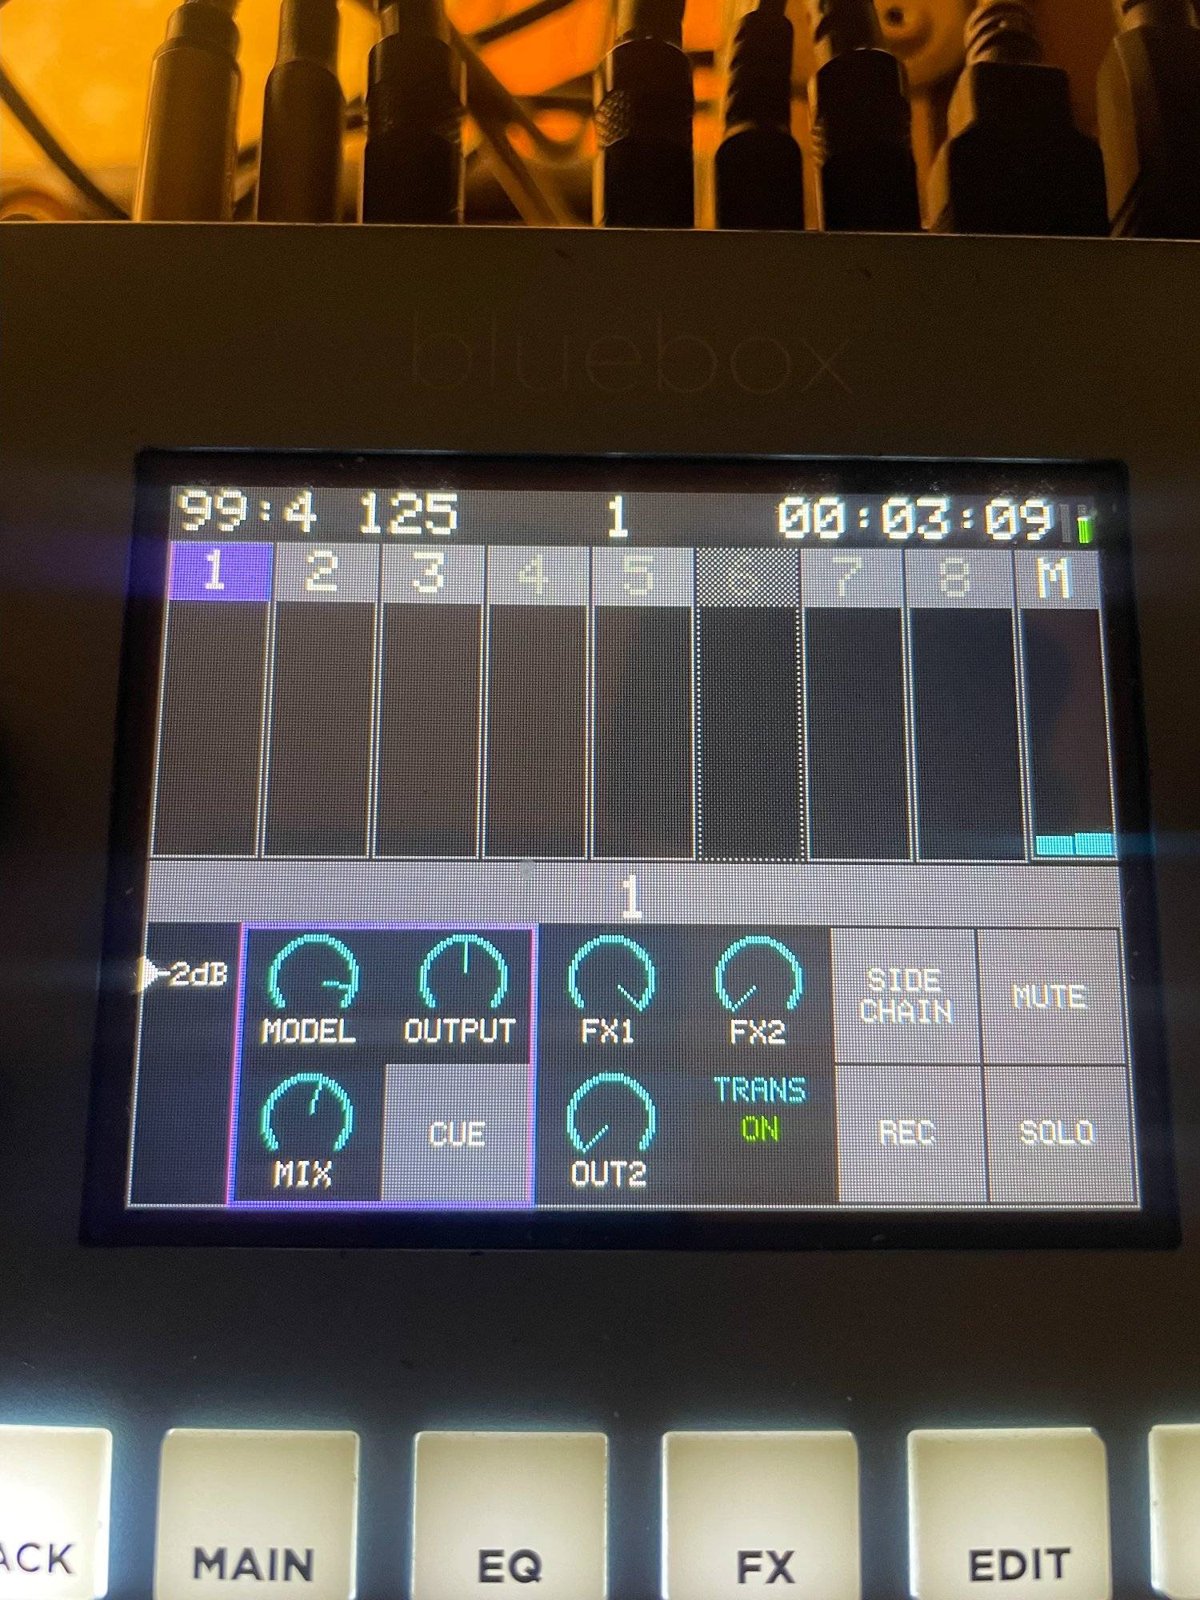 bluebox
99:4 125 1 00:03:09
1 2 3 4 5 6 7 8 M
1
-2dB
MODEL OUTPUT FX1 FX2 SIDE CHAIN MUTE
MIX CUE OUT2 TRANS ON REC SOLO
ACK MAIN EQ FX EDIT